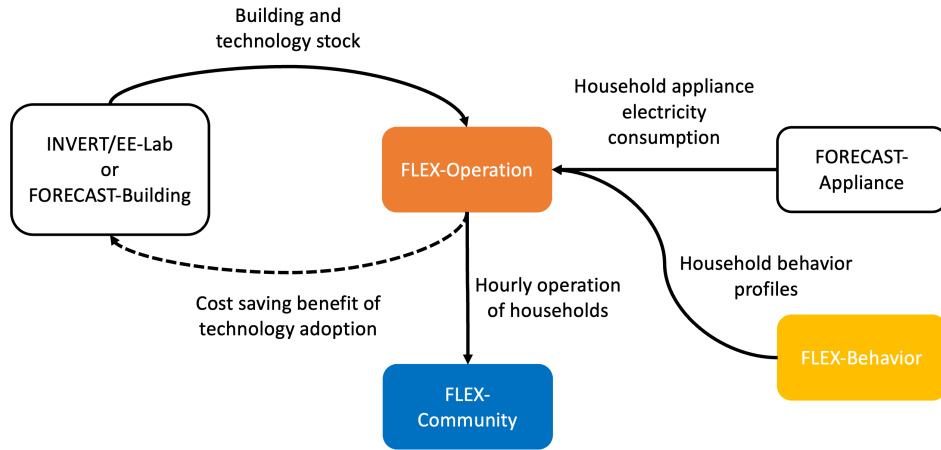 Building and
technology stock
INVERT/EE-Lab
or
FORECAST-Building
FLEX-Operation
Household appliance
electricity
consumption
FORECAST-
Appliance
Cost saving benefit of
technology adoption
Hourly operation
of households
Household behavior
profiles
FLEX-Behavior
FLEX-
Community